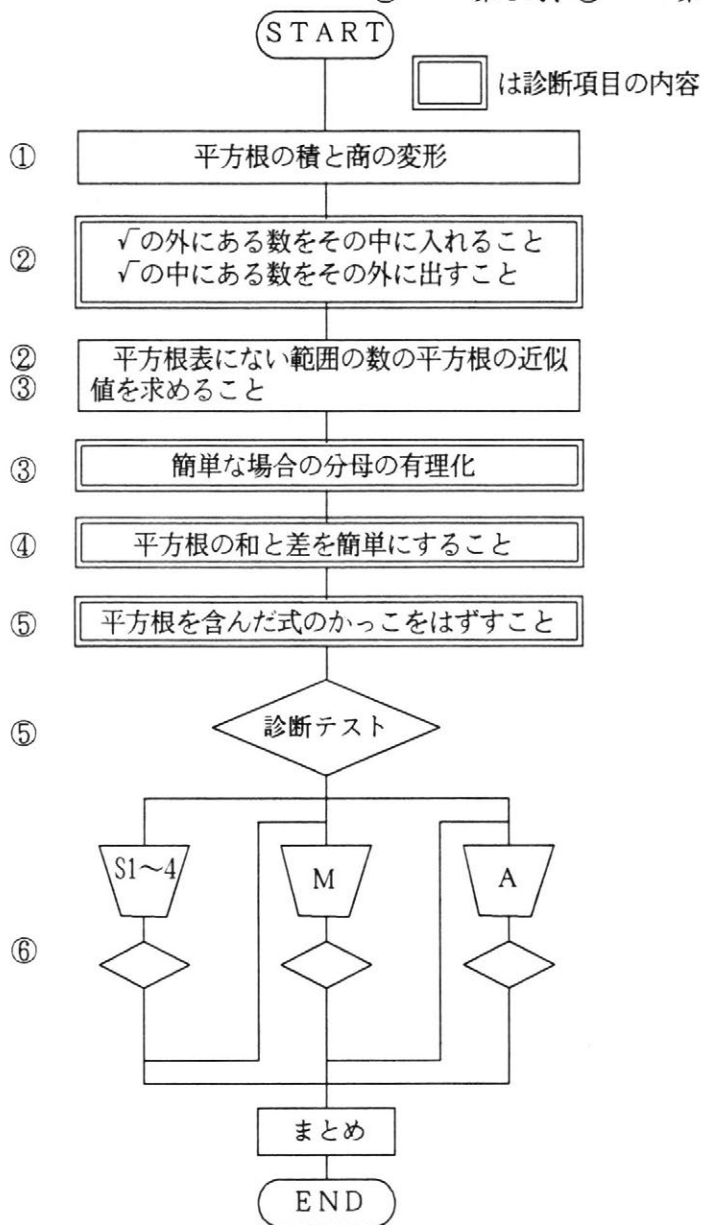 START
は診断項目の内容
① 平方根の積と商の変形
② √の外にある数をその中に入れること
√の中にある数をその外に出すこと
② 平方根表にない範囲の数の平方根の近似
③ 値を求めること
③ 簡単な場合の分母の有理化
④ 平方根の和と差を簡単にすること
⑤ 平方根を含んだ式のかっこをはずすこと
⑤ 診断テスト
S1〜4 M A
⑥
まとめ
END